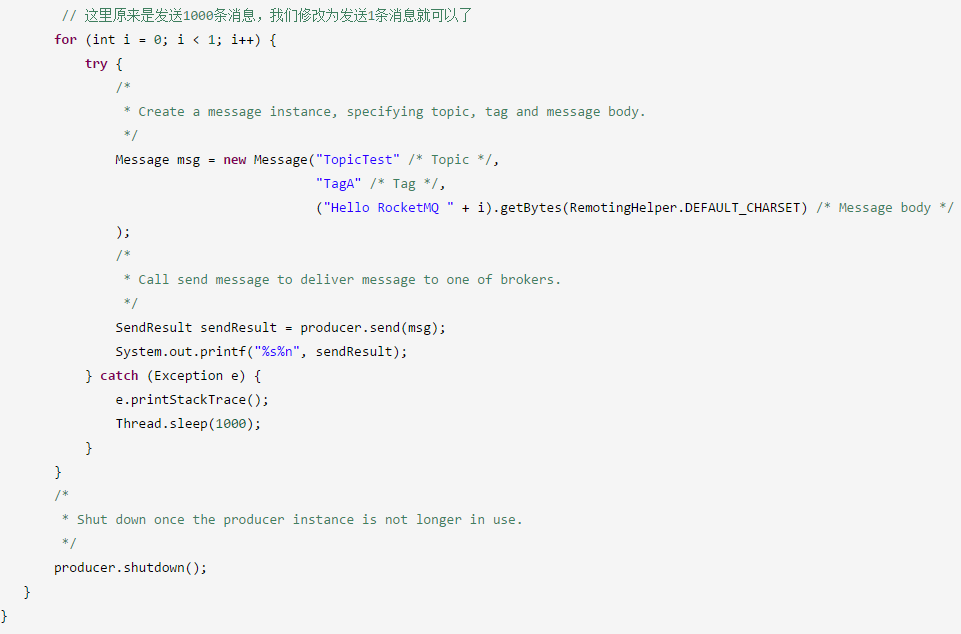 // 这里原来是发送1000条消息，我们修改为发送1条消息就可以了
for (int i = 0; i < 1; i++) {
try {
/*
* Create a message instance, specifying topic, tag and message body.
*/
Message msg = new Message("TopicTest" /* Topic */,
"TagA" /* Tag */,
("Hello RocketMQ " + i).getBytes(RemotingHelper.DEFAULT_CHARSET) /* Message body */
);
/*
* Call send message to deliver message to one of brokers.
*/
SendResult sendResult = producer.send(msg);
System.out.printf("%s%n", sendResult);
} catch (Exception e) {
e.printStackTrace();
Thread.sleep(1000);
}
}
/*
* Shut down once the producer instance is not longer in use.
*/
producer.shutdown();
}
}